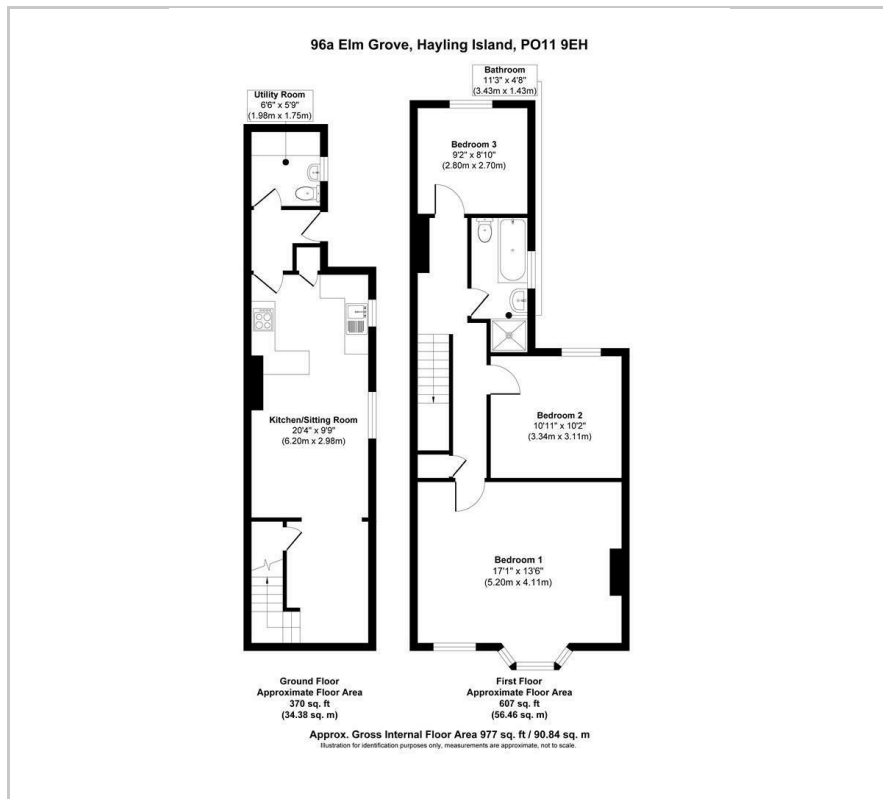 96a Elm Grove, Hayling Island, PO11 9EH
Bathroom
11'3" x 4'8"
(3.43m x 1.43m)
Utility Room
6'6" x 5'9"
(1.98m x 1.75m)
Bedroom 3
9'2" x 8'10"
(2.80m x 2.70m)
Kitchen/Sitting Room
20'4" x 9'9"
(6.20m x 2.98m)
Bedroom 2
10'11" x 10'2"
(3.34m x 3.11m)
Bedroom 1
17'1" x 13'6"
(5.20m x 4.11m)
Ground Floor
Approximate Floor Area
370 sq. ft
(34.38 sq. m)
First Floor
Approximate Floor Area
607 sq. ft
(56.46 sq. m)
Approx. Gross Internal Floor Area 977 sq. ft / 90.84 sq. m
Illustration for identification purposes only, measurements are approximate, not to scale.